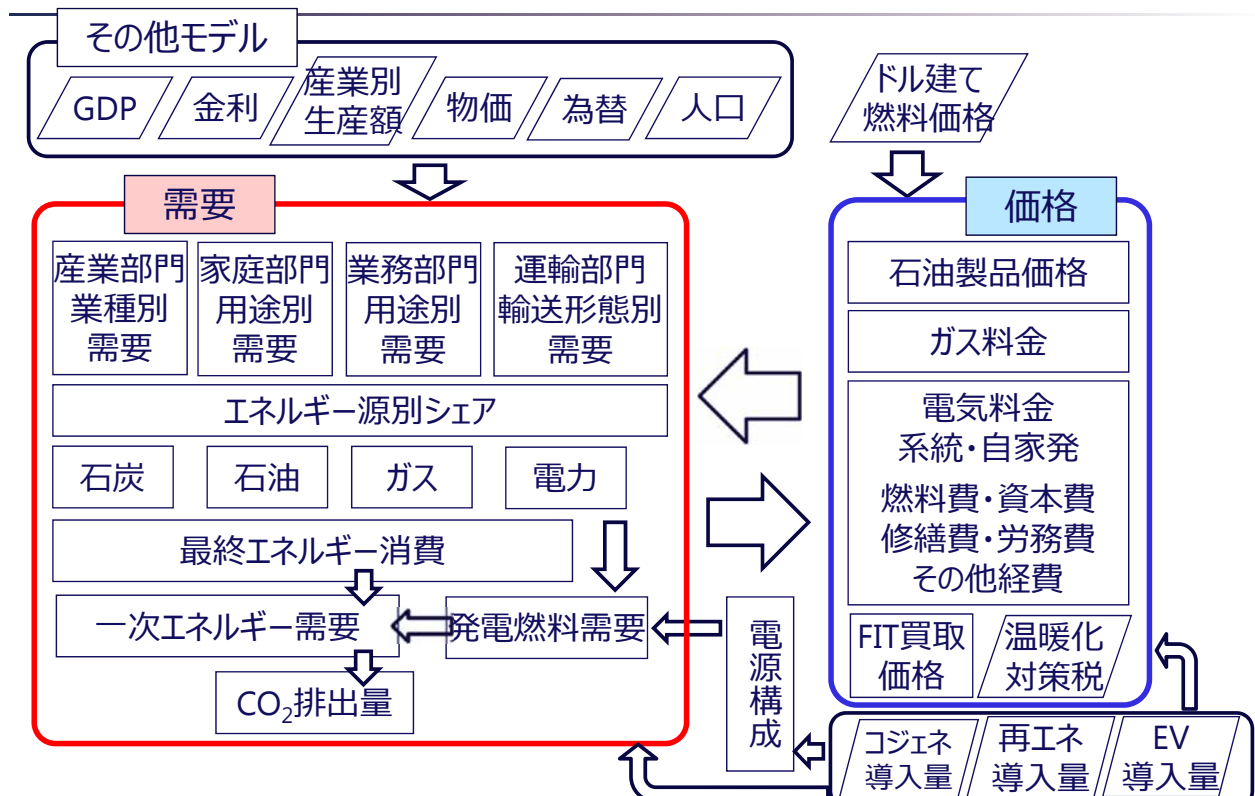 その他モデル
GDP
金利
産業別
生産額
物価
為替
人口
ドル建て
燃料価格
需要
産業部門
業種別
需要
家庭部門
用途別
需要
業務部門
用途別
需要
運輸部門
輸送形態別
需要
エネルギー源別シェア
石炭
石油
ガス
電力
最終エネルギー消費
一次エネルギー需要
発電燃料需要
CO₂排出量
電源構成
価格
石油製品価格
ガス料金
電気料金
系統・自家発
燃料費・資本費
修繕費・労務費
その他経費
FIT買取
価格
温暖化
対策税
コジェネ
導入量
再エネ
導入量
EV
導入量